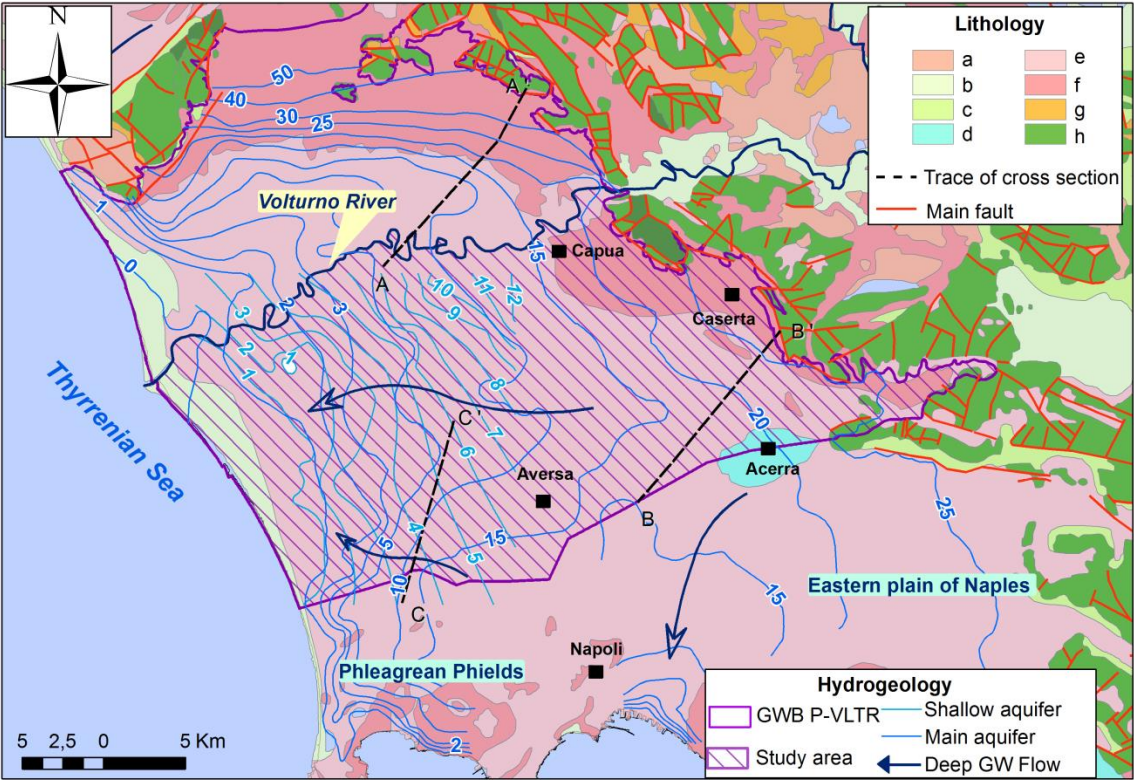 N
50
40
30
25
A'
1
Volturno River
0
15
Capua
A
2
3
10
11
12
9
3
2
1
1
Caserta
B'
Thyrrenian Sea
8
C'
7
20
6
Acerra
Aversa
B
25
4
15
5
5
10
C
15
Eastern plain of Naples
Napoli
Phleagrean Phields
2
Lithology
a e
b f
c g
d h
Trace of cross section
Main fault
Hydrogeology
GWB P-VLTR
Shallow aquifer
Main aquifer
Study area
Deep GW Flow
5 2,5 0 5 Km